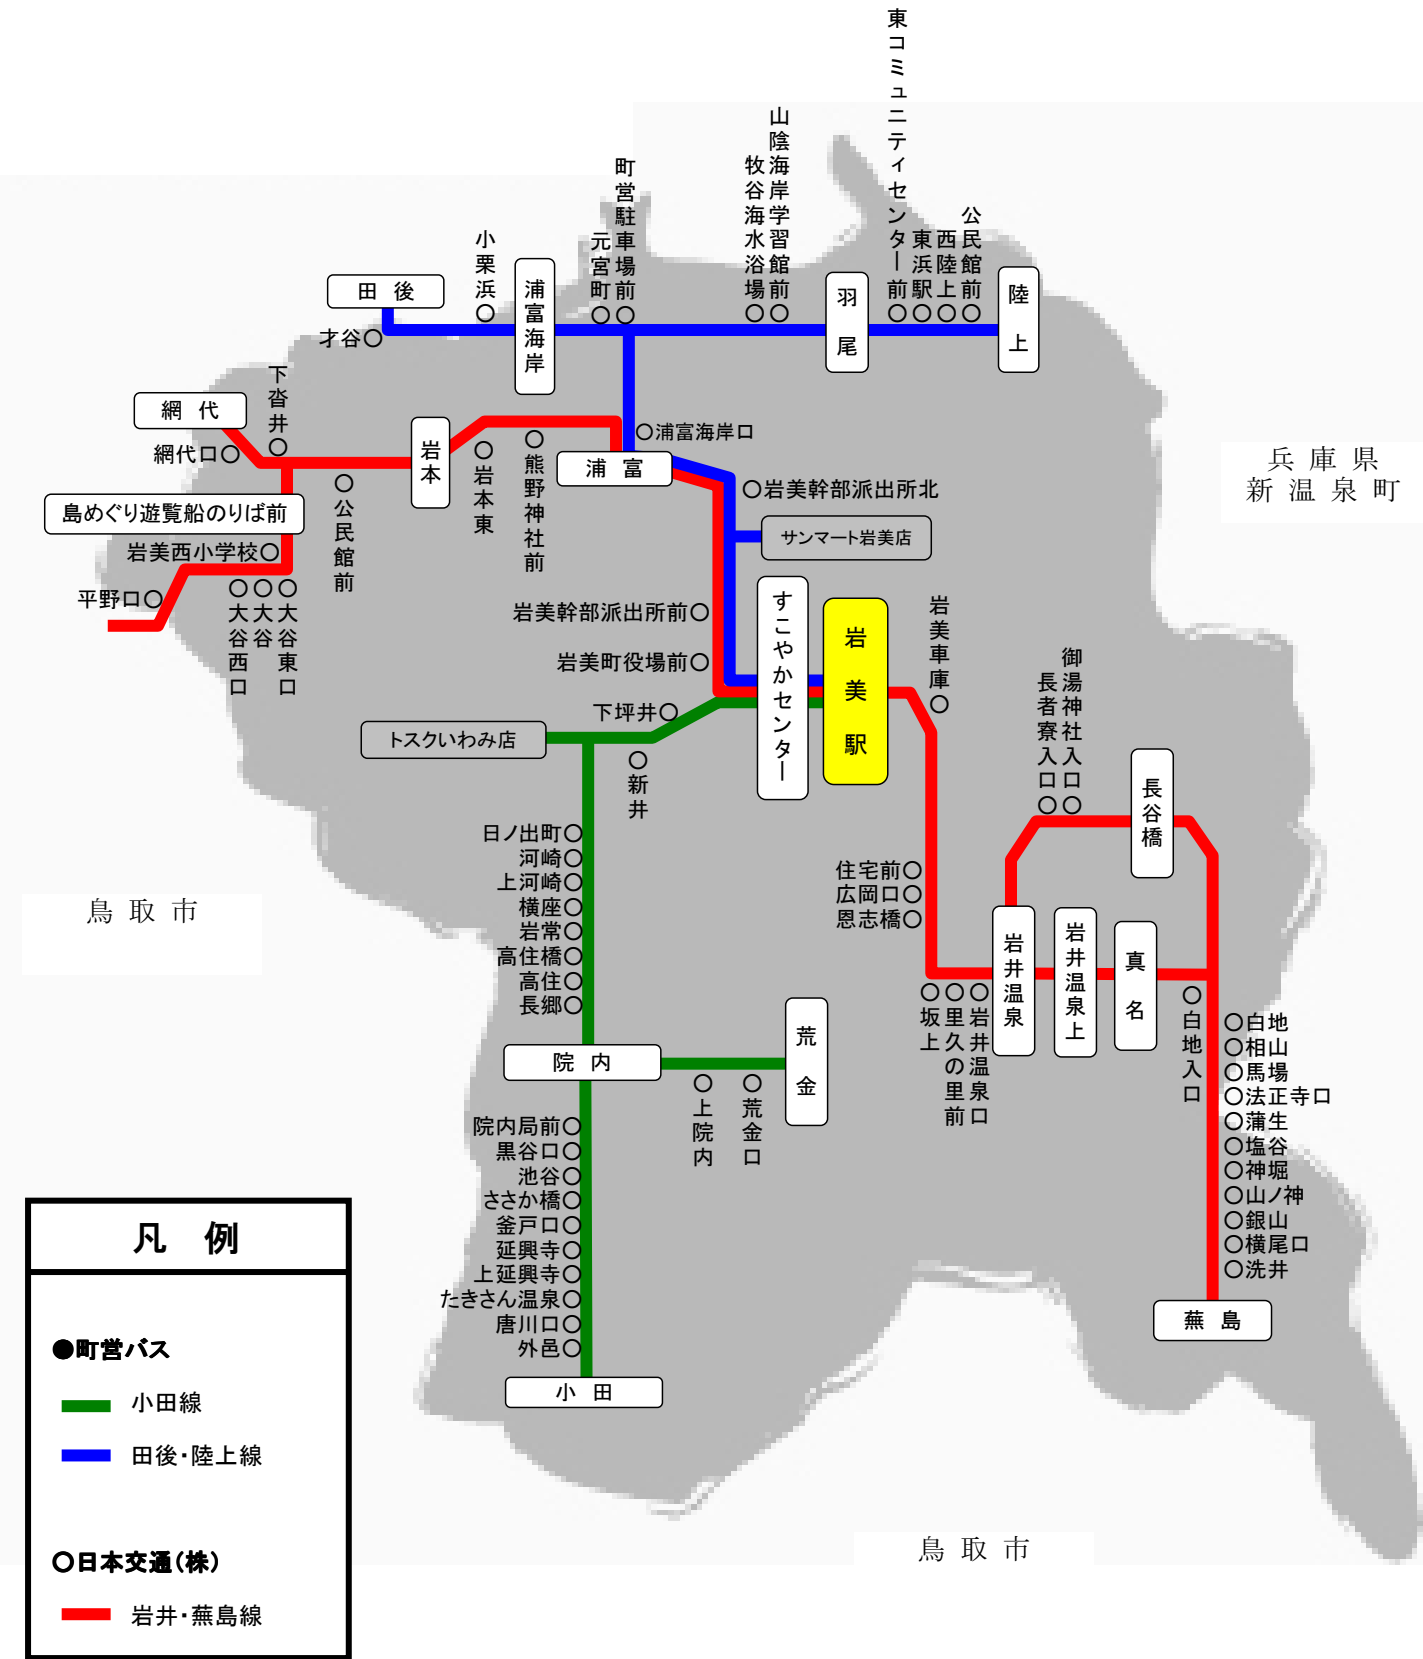 東コミュニティセンター前
東浜駅
西陸上
公民館前
山陰海岸学習館前
牧谷海水浴場
町営駐車場前
元宮町
小栗浜
浦富海岸
羽尾
陸上
田後
才谷
下沓井
網代
網代口
岩本
浦富海岸口
浦富
島めぐり遊覧船のりば前
公民館前
岩本東
熊野神社前
岩美幹部派出所北
サンマート岩美店
兵庫県
新温泉町
岩美西小学校
平野口
大谷西口
大谷
大谷東口
岩美幹部派出所前
岩美町役場前
すこやかセンター
岩美駅
岩美車庫
下坪井
トスクいわみ店
新井
長者寮入口
御湯神社入口
長谷橋
日ノ出町
河崎
上河崎
横座
岩常
高住橋
高住
長郷
住宅前
広岡口
恩志橋
鳥取市
岩井温泉
岩井温泉上
真名
坂上
里久の里前
岩井温泉口
白地入口
院内
荒金
上院内
荒金口
白地
相山
馬場
法正寺口
蒲生
塩谷
神堀
山ノ神
銀山
横尾口
洗井
蕪島
院内局前
黒谷口
池谷
ささか橋
釜戸口
延興寺
上延興寺
たきさん温泉
唐川口
外邑
小田
凡例
●町営バス
小田線
田後・陸上線
○日本交通(株)
岩井・蕪島線
鳥取市